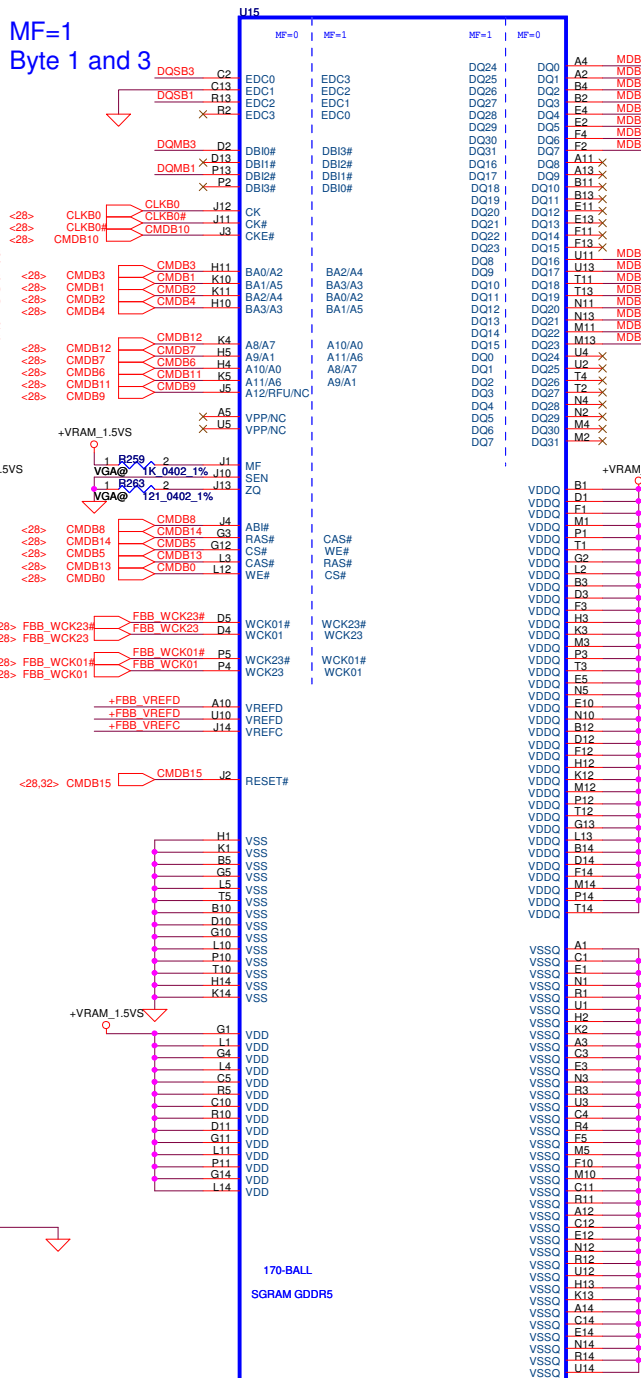 MF=1
Byte 1 and 3
U15
MF=0 MF=1 MF=1 MF=0
DQSB3 C2 EDC0 EDC3
C13 EDC1 EDC2
DQSB1 R13 EDC2 EDC1
R2 EDC3 EDC0
DQMB3 D2 DBI0# DBI3#
D13 DBI1# DBI2#
DQMB1 P13 DBI2# DBI1#
P2 DBI3# DBI0#
<28> CLKB0 CLKB0 J12 CK
<28> CLKB0# CLKB0# J11 CK#
<28> CMDB10 CMDB10 J3 CKE#
<28> CMDB3 CMDB3 H11 BA0/A2 BA2/A4
<28> CMDB1 CMDB1 K10 BA1/A5 BA3/A3
<28> CMDB2 CMDB2 K11 BA2/A4 BA0/A2
<28> CMDB4 CMDB4 H10 BA3/A3 BA1/A5
<28> CMDB12 CMDB12 K4 A8/A7 A10/A0
<28> CMDB7 CMDB7 H5 A9/A1 A11/A6
<28> CMDB6 CMDB6 H4 A10/A0 A8/A7
<28> CMDB11 CMDB11 K5 A11/A6 A9/A1
<28> CMDB9 CMDB9 J5 A12/RFU/NC
A5 VPP/NC
U5 VPP/NC
+VRAM_1.5VS
.5VS
1 R259 2 J1 MF
VGA@ 1K_0402_1% J10 SEN
1 R263 2 J13 ZQ
VGA@ 121_0402_1%
<28> CMDB8 CMDB8 J4 ABI#
<28> CMDB14 CMDB14 G3 RAS# CAS#
<28> CMDB5 CMDB5 G12 CS# WE#
<28> CMDB13 CMDB13 L3 CAS# RAS#
<28> CMDB0 CMDB0 L12 WE# CS#
28> FBB_WCK23# FBB_WCK23# D5 WCK01# WCK23#
28> FBB_WCK23 FBB_WCK23 D4 WCK01 WCK23
28> FBB_WCK01# FBB_WCK01# P5 WCK23# WCK01#
28> FBB_WCK01 FBB_WCK01 P4 WCK23 WCK01
+FBB_VREFD A10 VREFD
+FBB_VREFD U10 VREFD
+FBB_VREFC J14 VREFC
<28,32> CMDB15 CMDB15 J2 RESET#
H1 VSS
K1 VSS
B5 VSS
G5 VSS
L5 VSS
T5 VSS
B10 VSS
D10 VSS
G10 VSS
L10 VSS
P10 VSS
T10 VSS
H14 VSS
K14 VSS
+VRAM_1.5VS
G1 VDD
L1 VDD
G4 VDD
L4 VDD
C5 VDD
R5 VDD
C10 VDD
R10 VDD
D11 VDD
G11 VDD
L11 VDD
P11 VDD
G14 VDD
L14 VDD
170-BALL
SGRAM GDDR5
DQ24 DQ0 A4 MDB
DQ25 DQ1 A2 MDB
DQ26 DQ2 B4 MDB
DQ27 DQ3 B2 MDB
DQ28 DQ4 E4 MDB
DQ29 DQ5 E2 MDB
DQ30 DQ6 F4 MDB
DQ31 DQ7 F2 MDB
DQ16 DQ8 A11
DQ17 DQ9 A13
DQ18 DQ10 B11
DQ19 DQ11 B13
DQ20 DQ12 E11
DQ21 DQ13 E13
DQ22 DQ14 F11
DQ23 DQ15 F13
DQ8 DQ16 U11 MDB
DQ9 DQ17 U13 MDB
DQ10 DQ18 T11 MDB
DQ11 DQ19 T13 MDB
DQ12 DQ20 N11 MDB
DQ13 DQ21 N13 MDB
DQ14 DQ22 M11 MDB
DQ15 DQ23 M13 MDB
DQ0 DQ24 U4
DQ1 DQ25 U2
DQ2 DQ26 T4
DQ3 DQ27 T2
DQ4 DQ28 N4
DQ5 DQ29 N2
DQ6 DQ30 M4
DQ7 DQ31 M2
+VRAM
VDDQ B1
VDDQ D1
VDDQ F1
VDDQ M1
VDDQ P1
VDDQ T1
VDDQ G2
VDDQ L2
VDDQ B3
VDDQ D3
VDDQ F3
VDDQ H3
VDDQ K3
VDDQ M3
VDDQ P3
VDDQ T3
VDDQ E5
VDDQ N5
VDDQ E10
VDDQ N10
VDDQ B12
VDDQ D12
VDDQ F12
VDDQ H12
VDDQ K12
VDDQ M12
VDDQ P12
VDDQ T12
VDDQ G13
VDDQ L13
VDDQ B14
VDDQ D14
VDDQ F14
VDDQ M14
VDDQ P14
VDDQ T14
VSSQ A1
VSSQ C1
VSSQ E1
VSSQ N1
VSSQ R1
VSSQ U1
VSSQ H2
VSSQ K2
VSSQ A3
VSSQ C3
VSSQ E3
VSSQ N3
VSSQ R3
VSSQ U3
VSSQ C4
VSSQ R4
VSSQ F5
VSSQ M5
VSSQ F10
VSSQ M10
VSSQ C11
VSSQ R11
VSSQ A12
VSSQ C12
VSSQ E12
VSSQ N12
VSSQ R12
VSSQ U12
VSSQ H13
VSSQ K13
VSSQ A14
VSSQ C14
VSSQ E14
VSSQ N14
VSSQ R14
VSSQ U14